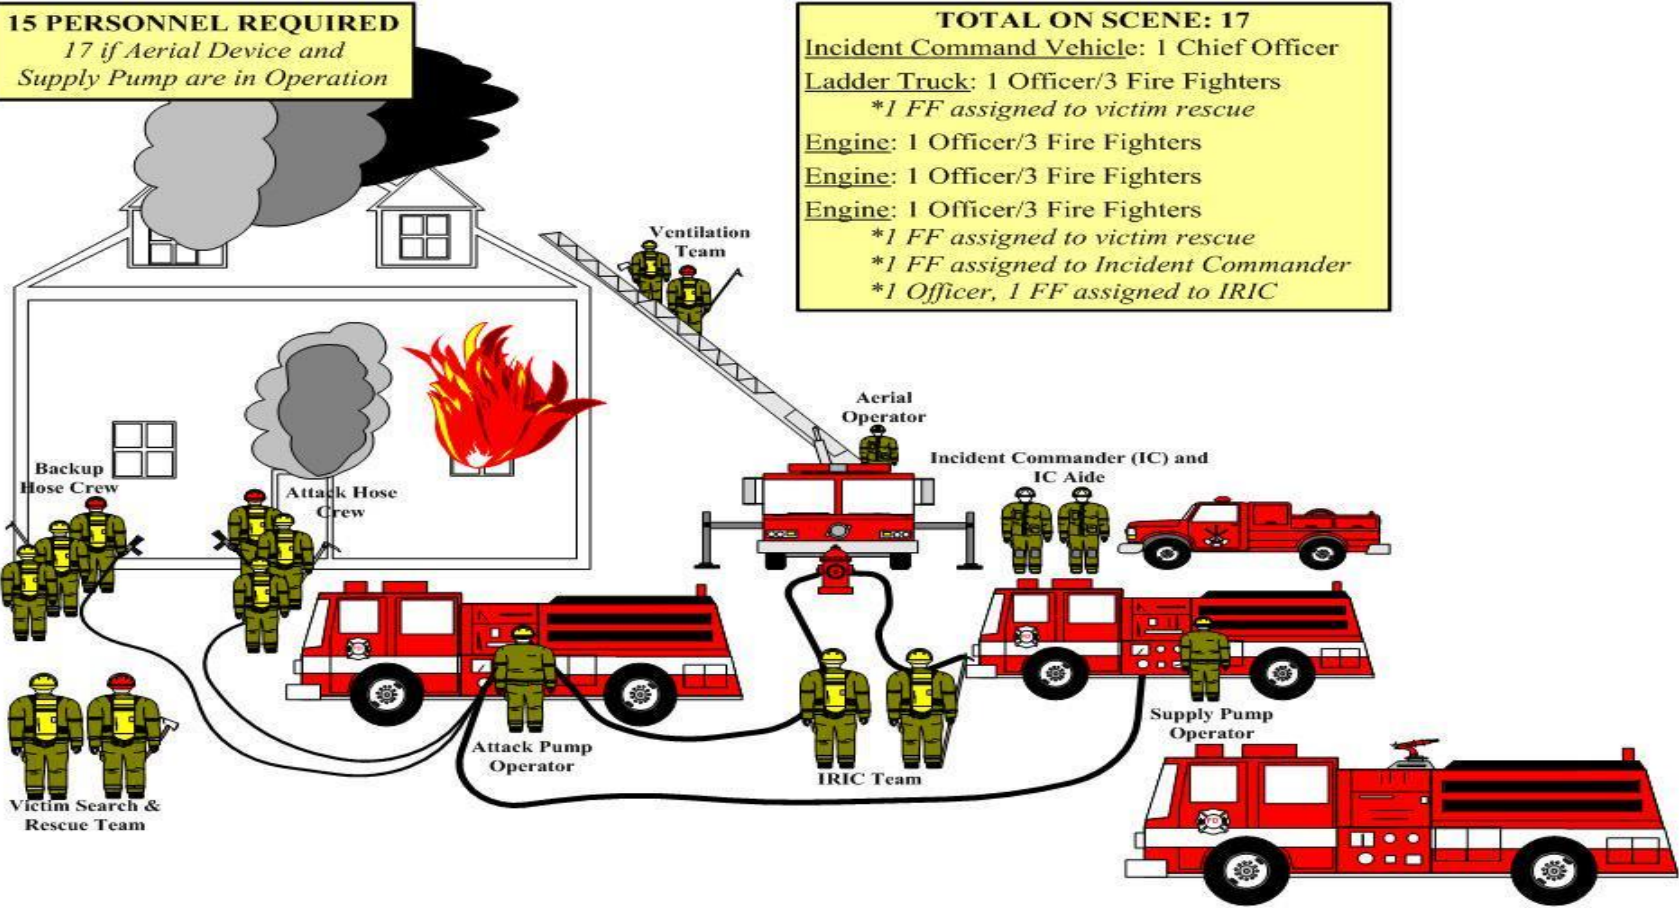 15 PERSONNEL REQUIRED
17 if Aerial Device and
Supply Pump are in Operation
TOTAL ON SCENE: 17
Incident Command Vehicle: 1 Chief Officer
Ladder Truck: 1 Officer/3 Fire Fighters
*1 FF assigned to victim rescue
Engine: 1 Officer/3 Fire Fighters
Engine: 1 Officer/3 Fire Fighters
Engine: 1 Officer/3 Fire Fighters
*1 FF assigned to victim rescue
*1 FF assigned to Incident Commander
*1 Officer, 1 FF assigned to IRIC
Ventilation
Team
Aerial
Operator
Incident Commander (IC) and
IC Aide
Backup
Hose Crew
Attack Hose
Crew
Attack Pump
Operator
IRIC Team
Supply Pump
Operator
Victim Search &
Rescue Team